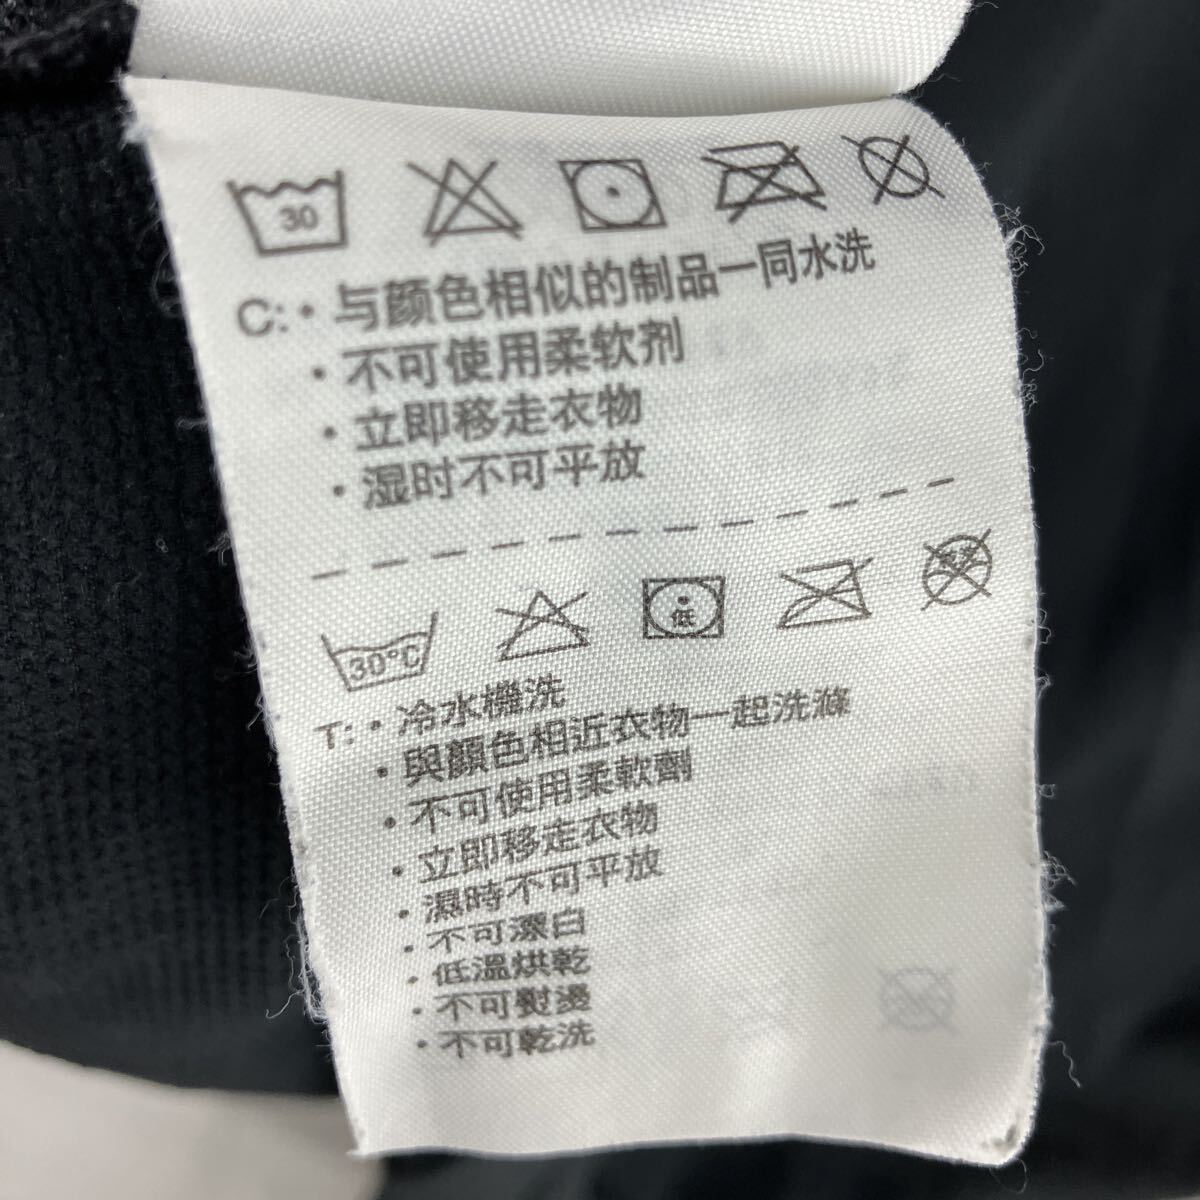 30
C:・与颜色相似的制品一同水洗
・不可使用柔软剂
・立即移走衣物
・湿时不可平放
30°C
低
T:・冷水機洗
・與顏色相近衣物一起洗滌
・不可使用柔軟劑
・立即移走衣物
・濕時不可平放
・不可漂白
・低溫烘乾
・不可熨燙
・不可乾洗